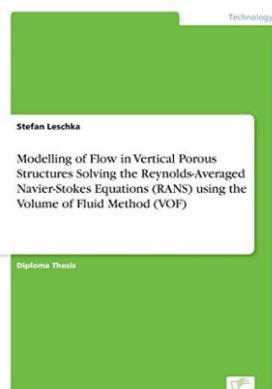 Technology
Stefan Leschka
Modelling of Flow in Vertical Porous
Structures Solving the Reynolds-Averaged
Navier-Stokes Equations (RANS) using the
Volume of Fluid Method (VOF)
Diploma Thesis